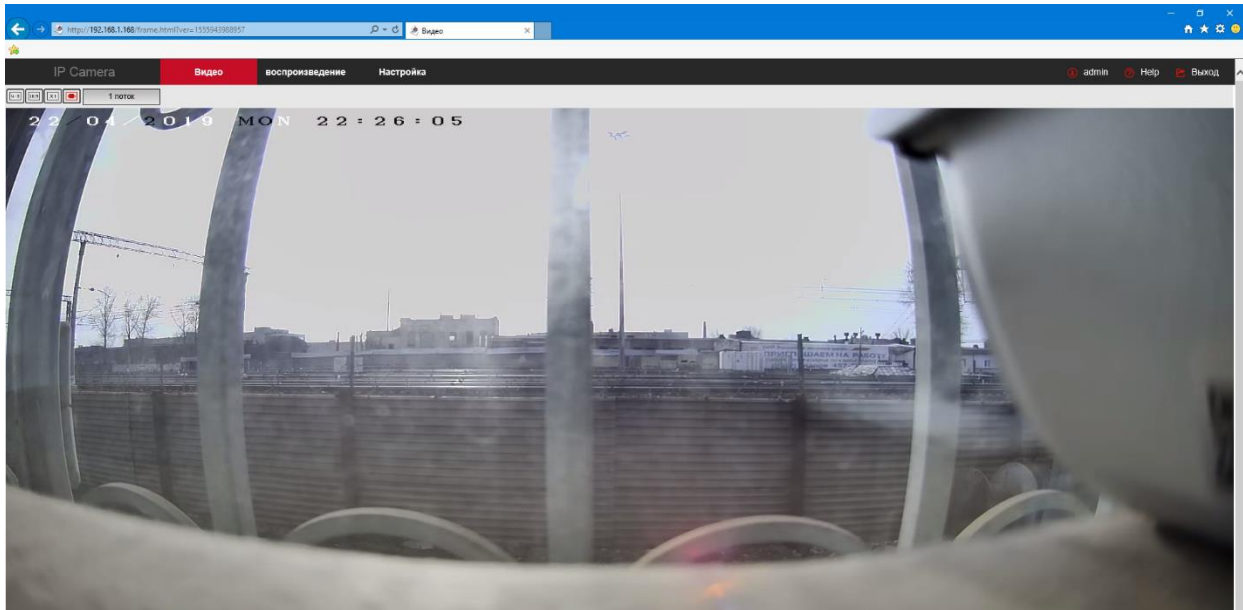 http://192.168.1.168/frame.html?ver=1555943988957
Видео
IP Camera
Видео
воспроизведение
Настройка
admin
Help
Выход
1 поток
22/04/2019 MON 22:26:05
ПРИГЛАШАЕМ НА РАБОТУ